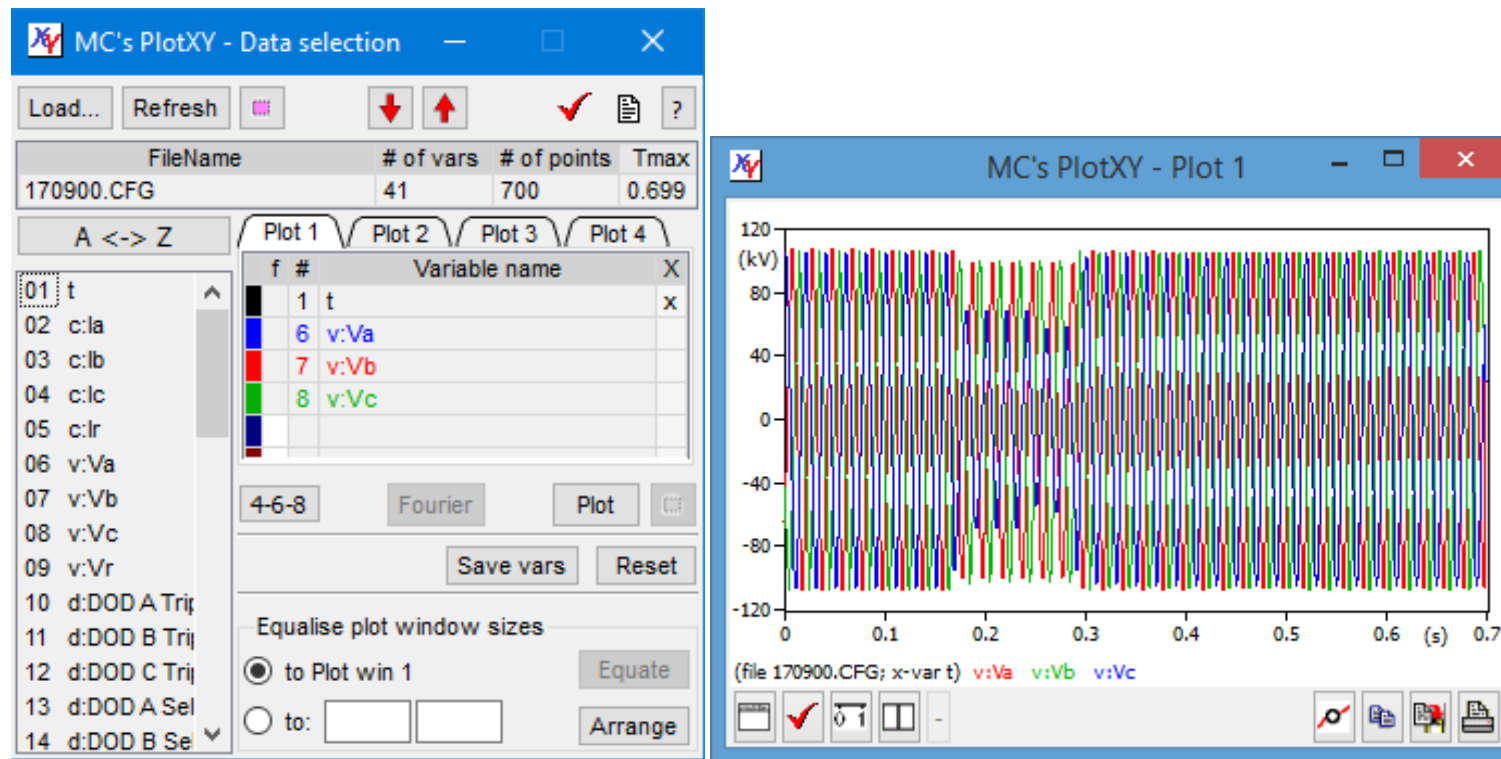 MC's PlotXY - Data selection
Load... Refresh ?
FileName # of vars # of points Tmax
170900.CFG 41 700 0.699
A <-> Z
01 t
02 c:Ia
03 c:Ib
04 c:Ic
05 c:Ir
06 v:Va
07 v:Vb
08 v:Vc
09 v:Vr
10 d:DOD A Trip
11 d:DOD B Trip
12 d:DOD C Trip
13 d:DOD A Sel
14 d:DOD B Sel
Plot 1 Plot 2 Plot 3 Plot 4
f # Variable name X
1 t x
6 v:Va
7 v:Vb
8 v:Vc
4-6-8 Fourier Plot
Save vars Reset
Equalise plot window sizes
to Plot win 1 Equate
to: Arrange
MC's PlotXY - Plot 1
120
(kV)
80
40
0
-40
-80
-120
0 0.1 0.2 0.3 0.4 0.5 0.6 (s) 0.7
(file 170900.CFG; x-var t) v:Va v:Vb v:Vc